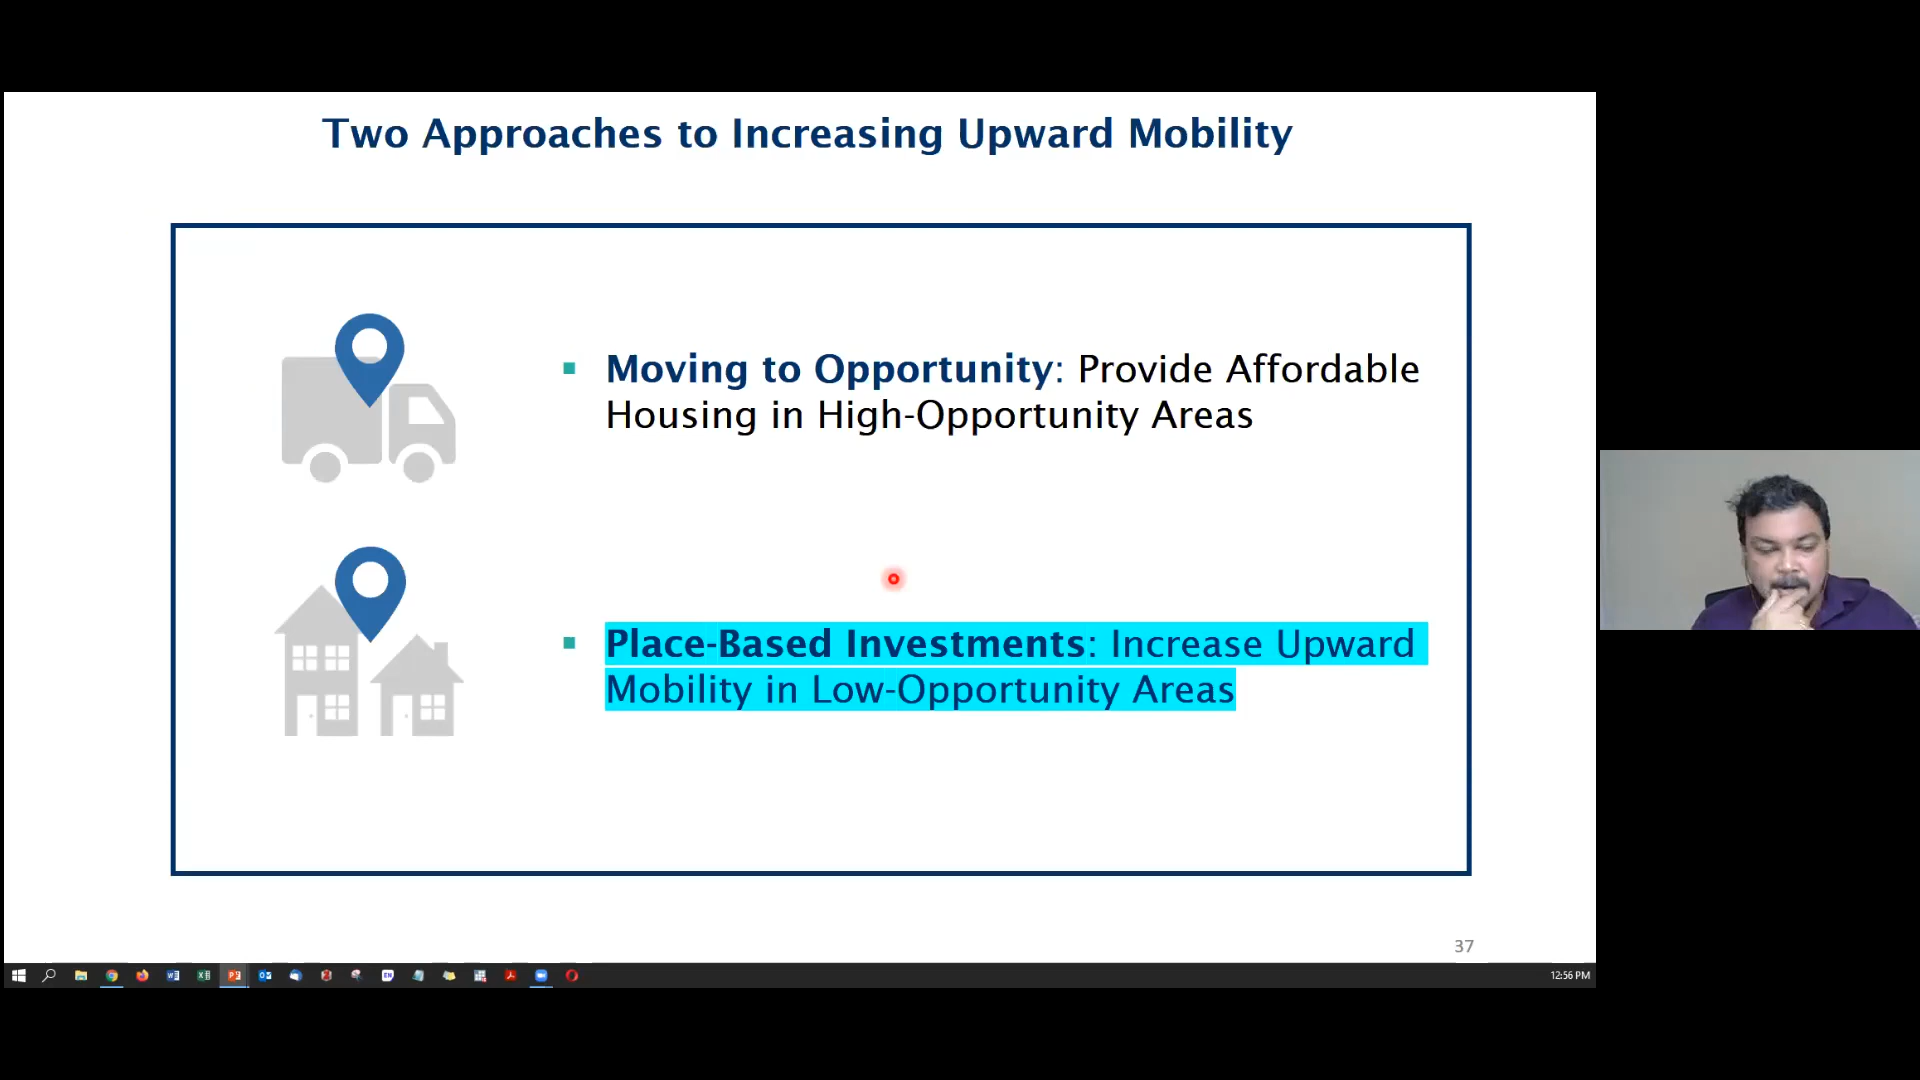 Two Approaches to Increasing Upward Mobility
Moving to Opportunity: Provide Affordable
Housing in High-Opportunity Areas
Place-Based Investments: Increase Upward
Mobility in Low-Opportunity Areas
37
12:56 PM